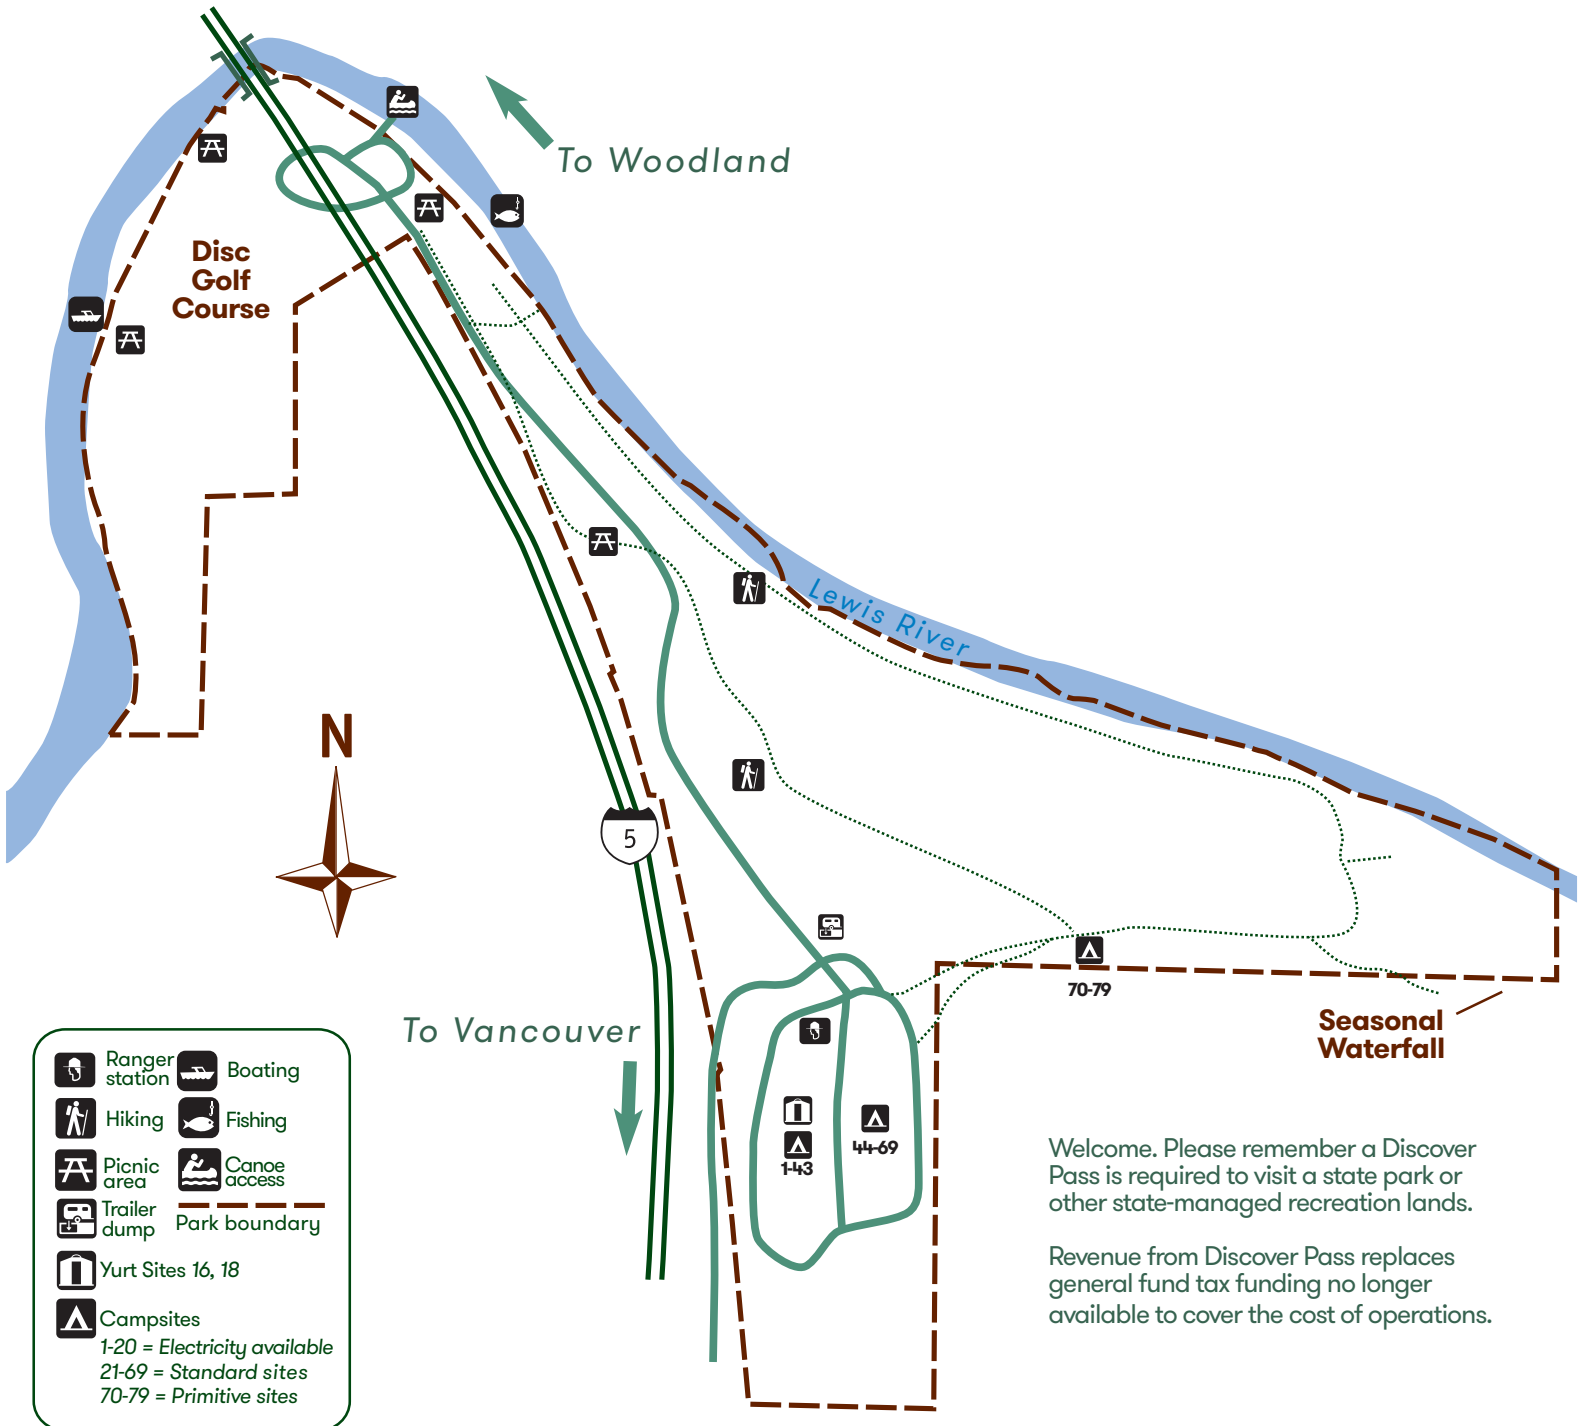 To Woodland
Disc
Golf
Course
Lewis River
N
5
70-79
To Vancouver
Seasonal
Waterfall
1-43
44-69
Ranger
station
Boating
Hiking
Fishing
Picnic
area
Canoe
access
Trailer
dump
Park boundary
Yurt Sites 16, 18
Campsites
1-20 = Electricity available
21-69 = Standard sites
70-79 = Primitive sites
Welcome. Please remember a Discover
Pass is required to visit a state park or
other state-managed recreation lands.
Revenue from Discover Pass replaces
general fund tax funding no longer
available to cover the cost of operations.